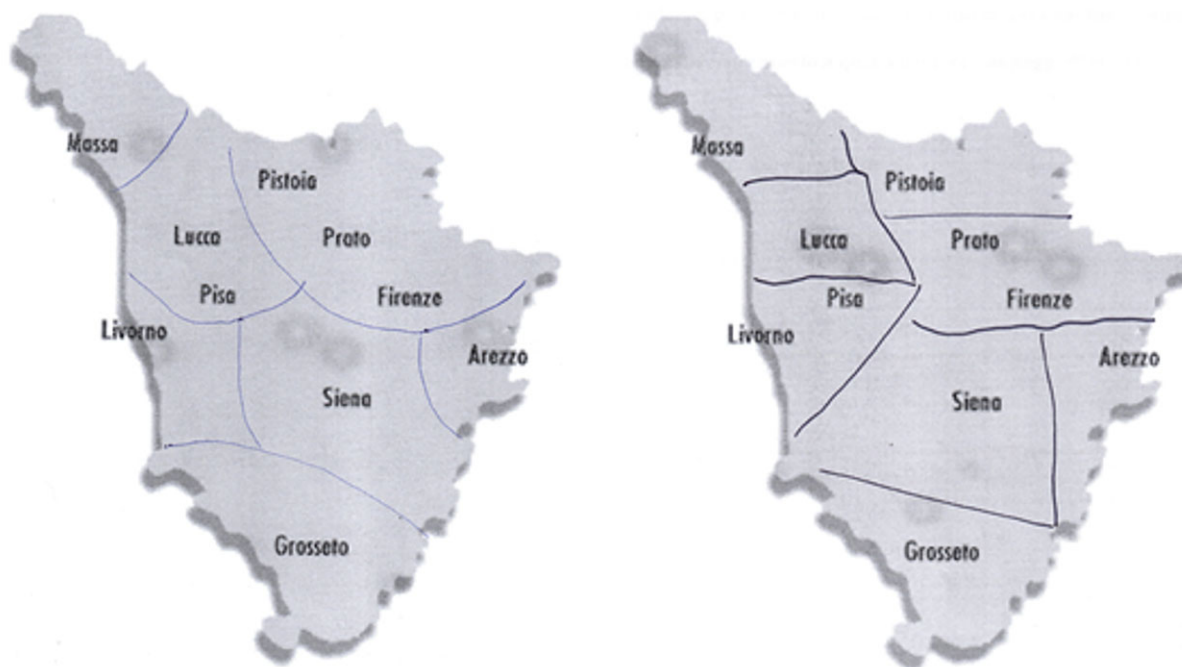 Massa
Pistoia
Lucca
Prato
Pisa
Firenze
Livorno
Arezzo
Siena
Grosseto
Massa
Pistoia
Lucca
Prato
Pisa
Firenze
Livorno
Arezzo
Siena
Grosseto